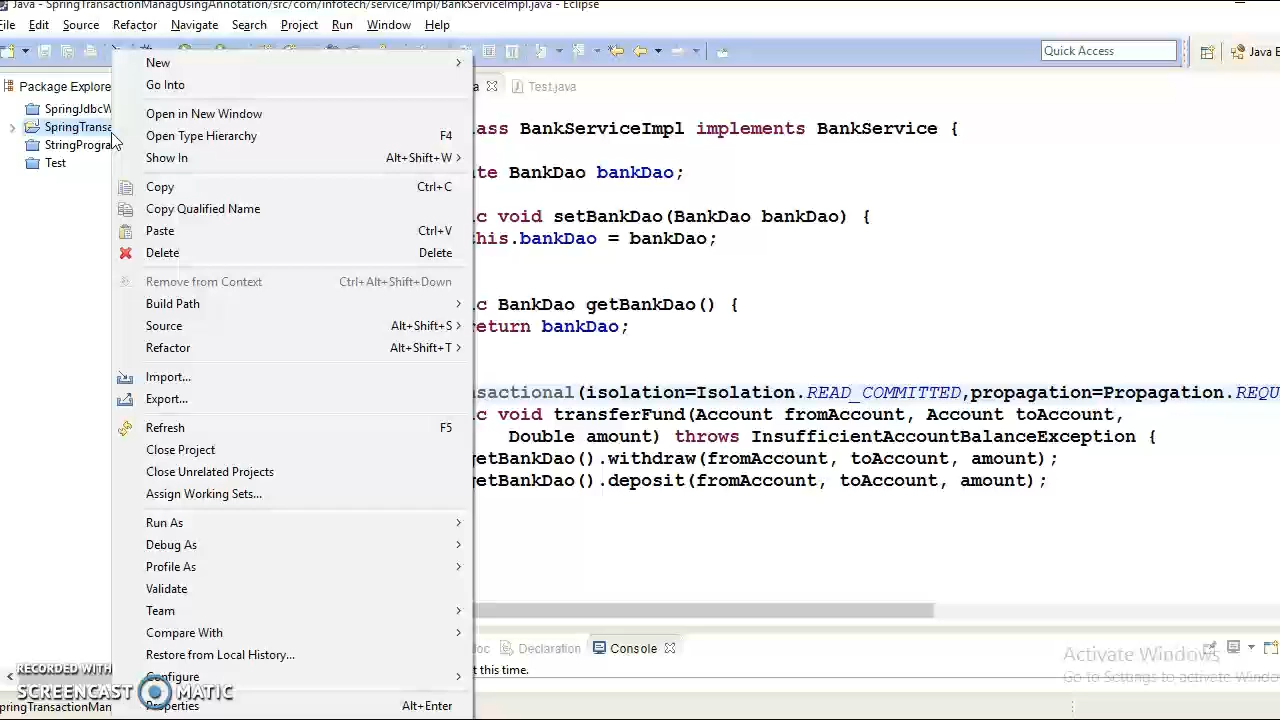 Java - SpringTransactionManagUsingAnnotation/src/com/infotech/service/Impl/BankServiceImpl.java - Eclipse
File Edit Source Refactor Navigate Search Project Run Window Help
Quick Access
Java E
Package Explore
Test.java
SpringJdbcW
SpringTransa
StringProgra
Test
New
Go Into
Open in New Window
Open Type Hierarchy F4
Show In Alt+Shift+W
Copy Ctrl+C
Copy Qualified Name
Paste Ctrl+V
Delete Delete
Remove from Context Ctrl+Alt+Shift+Down
Build Path
Source Alt+Shift+S
Refactor Alt+Shift+T
Import...
Export...
Refresh F5
Close Project
Close Unrelated Projects
Assign Working Sets...
Run As
Debug As
Profile As
Validate
Team
Compare With
Restore from Local History...
Configure
Properties Alt+Enter
ass BankServiceImpl implements BankService {
te BankDao bankDao;
c void setBankDao(BankDao bankDao) {
his.bankDao = bankDao;
c BankDao getBankDao() {
return bankDao;
nsactional(isolation=Isolation.READ_COMMITTED,propagation=Propagation.REQU
c void transferFund(Account fromAccount, Account toAccount,
Double amount) throws InsufficientAccountBalanceException {
getBankDao().withdraw(fromAccount, toAccount, amount);
getBankDao().deposit(fromAccount, toAccount, amount);
oc Declaration Console
t this time.
Activate Windows
Go to Settings to activate Window
RECORDED WITH
SCREENCAST MATIC
pringTransactionMan